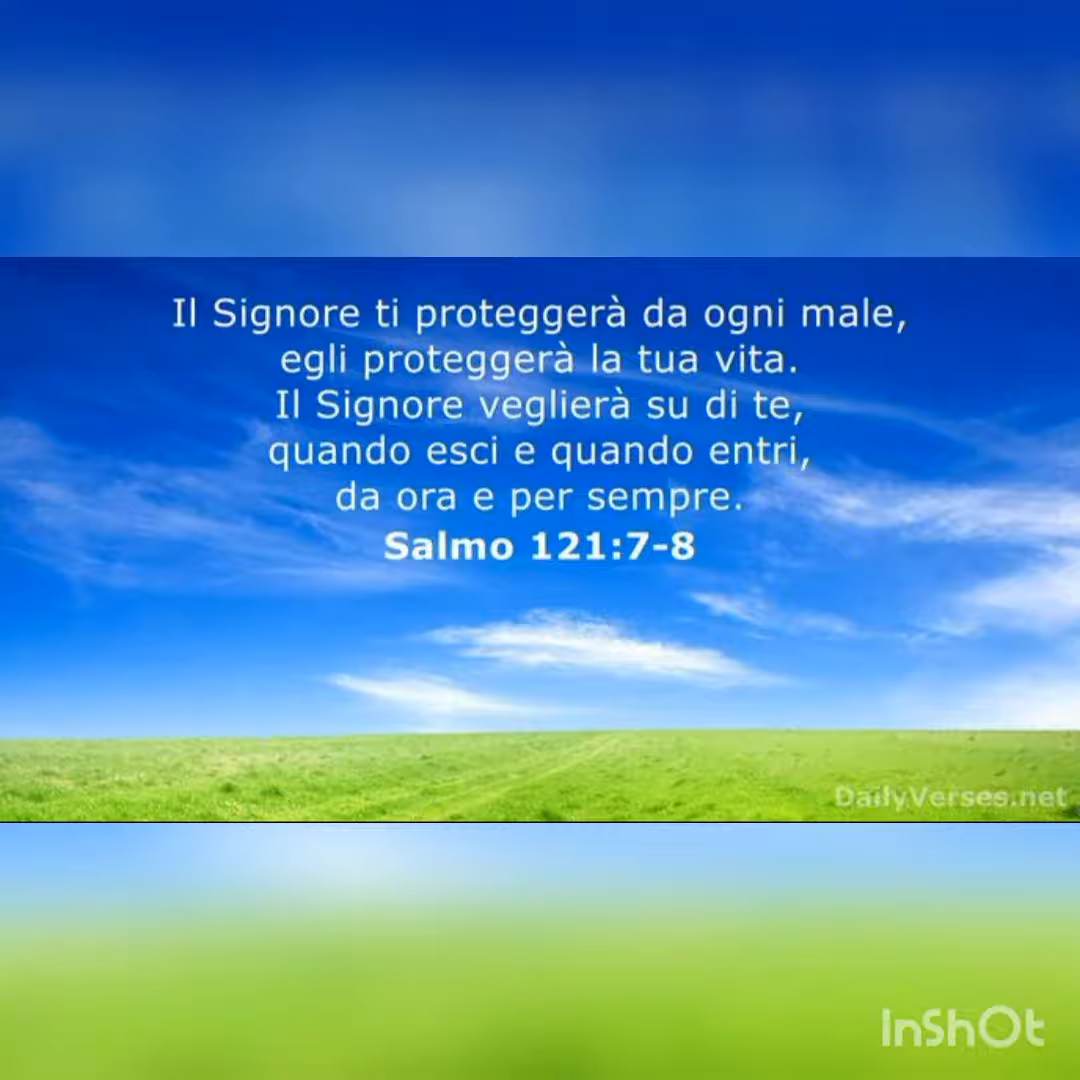 Il Signore ti proteggerà da ogni male,
egli proteggerà la tua vita.
Il Signore veglierà su di te,
quando esci e quando entri,
da ora e per sempre.
Salmo 121:7-8
DailyVerses.net
InShOt